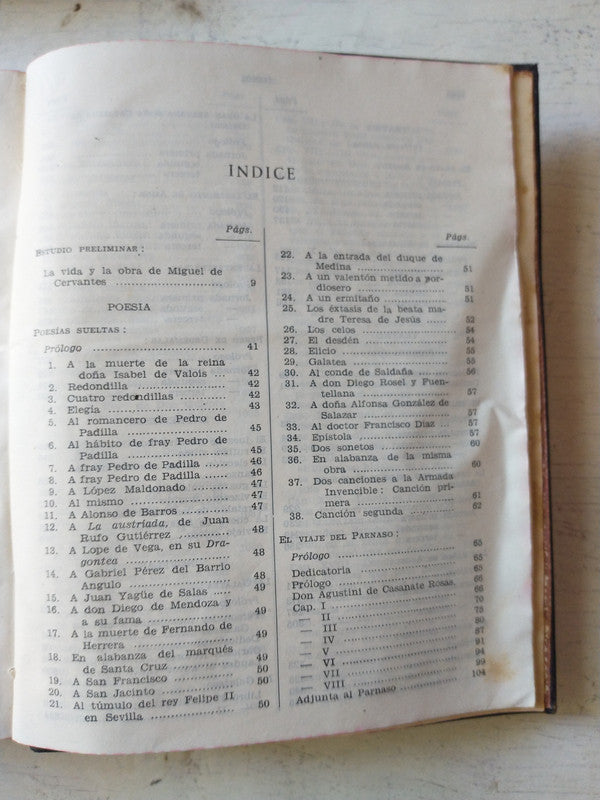 INDICE
Págs.
ESTUDIO PRELIMINAR:
La vida y la obra de Miguel de
Cervantes ........................ 9
POESIA
POESÍAS SUELTAS:
Prólogo ........................ 41
1. A la muerte de la reina
doña Isabel de Valois ... 42
2. Redondilla .................. 42
3. Cuatro redondillas ......... 42
4. Elegía ........................ 43
5. Al romancero de Pedro de
Padilla ..................... 45
6. Al hábito de fray Pedro de
Padilla ..................... 45
7. A fray Pedro de Padilla ...... 46
8. A fray Pedro de Padilla ...... 46
9. A López Maldonado ......... 47
10. Al mismo .................. 47
11. A Alonso de Barros ......... 47
12. A La austríada, de Juan
Rufo Gutiérrez ............ 48
13. A Lope de Vega, en su Dra-
gontea ..................... 48
14. A Gabriel Pérez del Barrio
Angulo ..................... 48
15. A Juan Yagüe de Salas ..... 49
16. A don Diego de Mendoza y
a su fama .................. 49
17. A la muerte de Fernando de
Herrera ..................... 49
18. En alabanza del marqués
de Santa Cruz ............ 49
19. A San Francisco ............ 50
20. A San Jacinto ............... 50
21. Al túmulo del rey Felipe II
en Sevilla .................. 50
Págs.
22. A la entrada del duque de
Medina ..................... 51
23. A un valentón metido a por-
diosero ..................... 51
24. A un ermitaño ............... 51
25. Los éxtasis de la beata ma-
dre Teresa de Jesús ...... 52
26. Los celos ..................... 54
27. El desdén ..................... 54
28. Elicio ........................ 55
29. Galatea ........................ 55
30. Al conde de Saldaña ......... 56
31. A don Diego Rosel y Fuen-
tellana ..................... 57
32. A doña Alfonsa González de
Salazar ..................... 57
33. Al doctor Francisco Díaz ... 57
34. Epístola ..................... 57
35. Dos sonetos .................. 60
36. En alabanza de la misma
obra ........................ 60
37. Dos canciones a la Armada
Invencible: Canción pri-
mera ........................ 61
38. Canción segunda ............ 62
EL VIAJE DEL PARNASO:
Prólogo ........................ 65
Dedicatoria ..................... 65
Prólogo ........................ 65
Don Agustini de Casanate Rosas. 66
Cap. I ........................ 66
— II ........................ 70
— III ........................ 75
— IV ........................ 80
— V ........................ 87
— VI ........................ 91
— VII ........................ 94
— VIII ........................ 99
Adjunta al Parnaso ............... 104